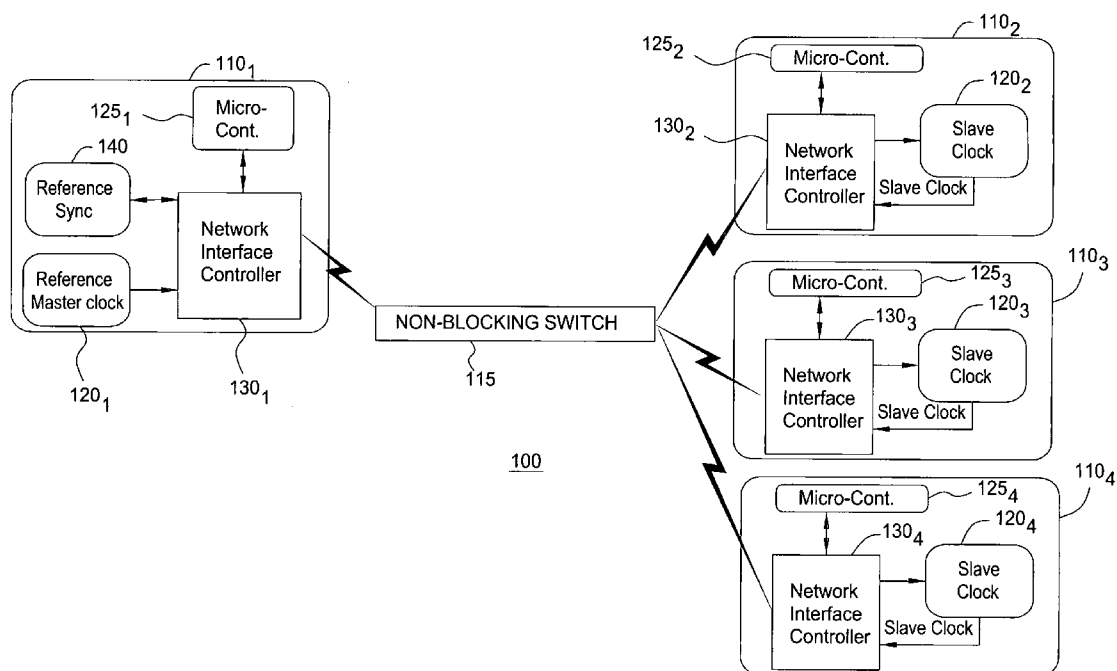 110₁
125₁
Micro-
Cont.
140
Reference
Sync
Network
Interface
Controller
Reference
Master clock
120₁
130₁
NON-BLOCKING SWITCH
115
100
110₂
125₂
Micro-Cont.
120₂
130₂
Slave
Clock
Network
Interface
Controller
Slave Clock
110₃
Micro-Cont.
125₃
130₃
120₃
Slave
Clock
Network
Interface
Controller
Slave Clock
110₄
Micro-Cont.
125₄
130₄
120₄
Slave
Clock
Network
Interface
Controller
Slave Clock